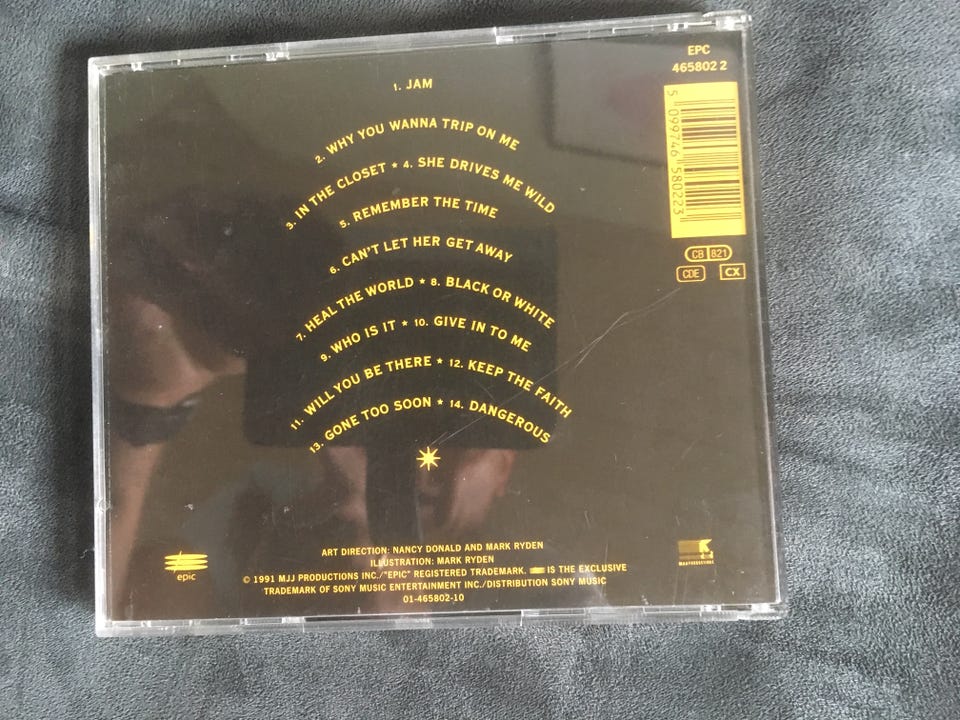 1. JAM
2. WHY YOU WANNA TRIP ON ME
3. IN THE CLOSET ★ 4. SHE DRIVES ME WILD
5. REMEMBER THE TIME
6. CAN'T LET HER GET AWAY
7. HEAL THE WORLD ★ 8. BLACK OR WHITE
9. WHO IS IT ★ 10. GIVE IN TO ME
11. WILL YOU BE THERE ★ 12. KEEP THE FAITH
13. GONE TOO SOON ★ 14. DANGEROUS
EPC
465802 2
5 099746 580223
CB 821
CDE CX
epic
ART DIRECTION: NANCY DONALD AND MARK RYDEN
ILLUSTRATION: MARK RYDEN
© 1991 MJJ PRODUCTIONS INC./"EPIC" REGISTERED TRADEMARK. IS THE EXCLUSIVE
TRADEMARK OF SONY MUSIC ENTERTAINMENT INC./DISTRIBUTION SONY MUSIC
01-465802-10